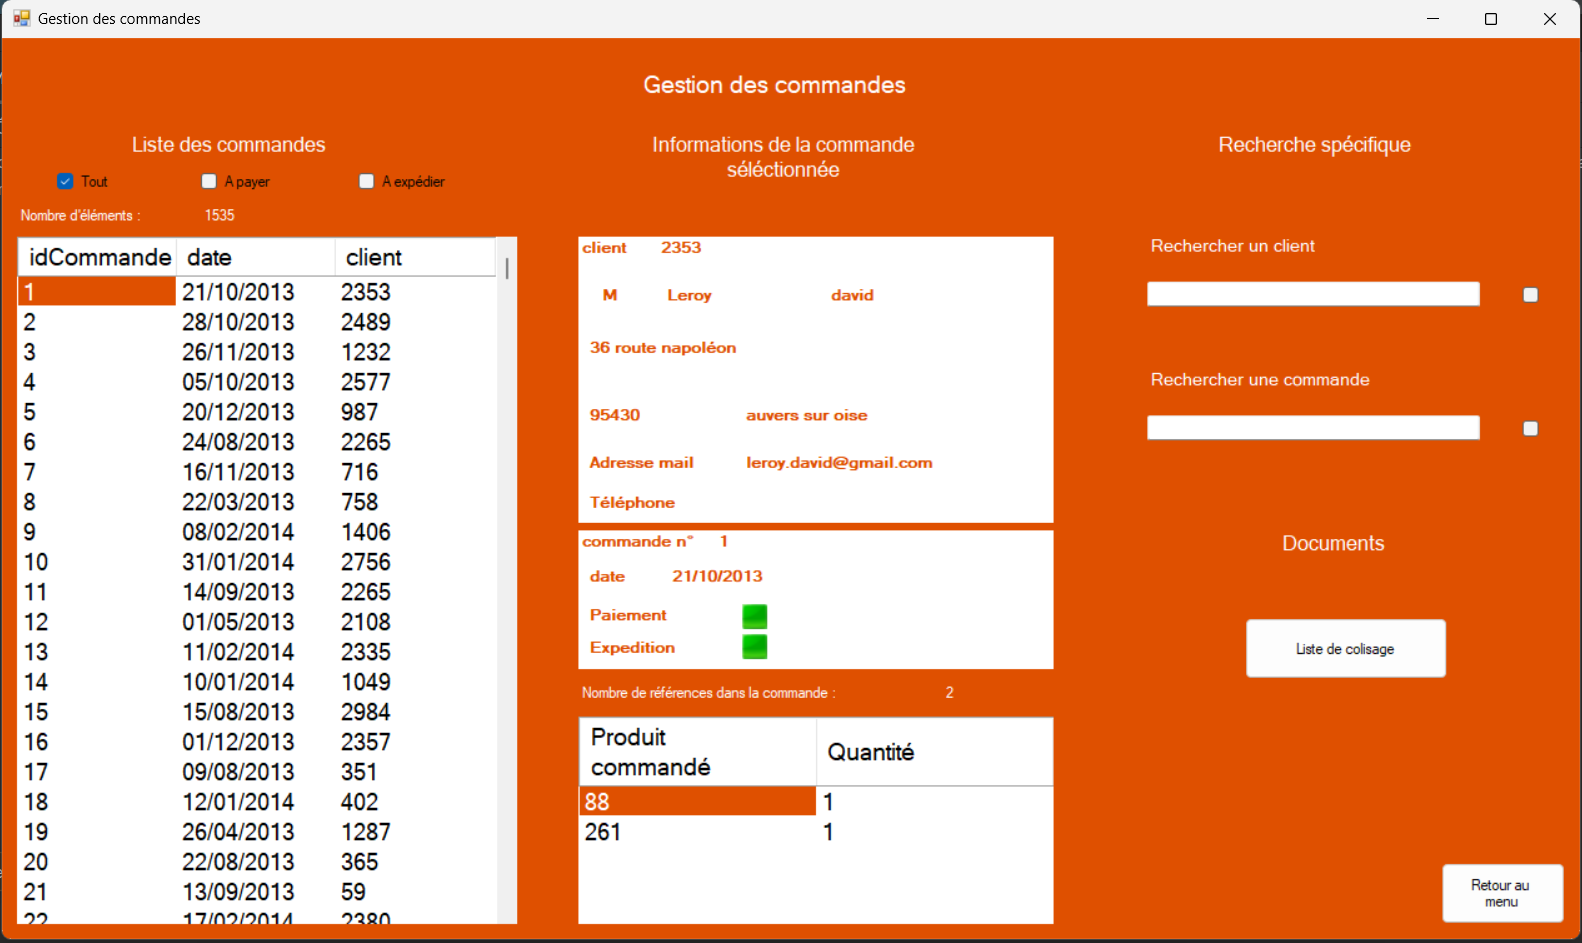 Gestion des commandes
Gestion des commandes
Liste des commandes
Tout A payer A expédier
Nombre d'éléments : 1535
idCommande date client
1 21/10/2013 2353
2 28/10/2013 2489
3 26/11/2013 1232
4 05/10/2013 2577
5 20/12/2013 987
6 24/08/2013 2265
7 16/11/2013 716
8 22/03/2013 758
9 08/02/2014 1406
10 31/01/2014 2756
11 14/09/2013 2265
12 01/05/2013 2108
13 11/02/2014 2335
14 10/01/2014 1049
15 15/08/2013 2984
16 01/12/2013 2357
17 09/08/2013 351
18 12/01/2014 402
19 26/04/2013 1287
20 22/08/2013 365
21 13/09/2013 59
22 17/02/2014 2380
Informations de la commande
séléctionnée
client 2353
M Leroy david
36 route napoléon
95430 auvers sur oise
Adresse mail leroy.david@gmail.com
Téléphone
commande n° 1
date 21/10/2013
Paiement
Expedition
Nombre de références dans la commande : 2
Produit
commandé
Quantité
88 1
261 1
Recherche spécifique
Rechercher un client
Rechercher une commande
Documents
Liste de colisage
Retour au
menu